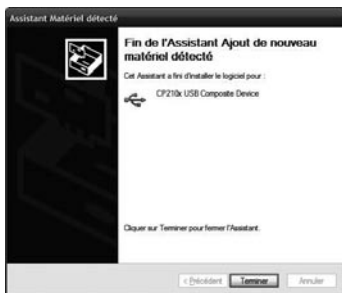 Assistant Matériel détecté
Fin de l'Assistant Ajout de nouveau
matériel détecté
Cet Assistant a fini d'installer le logiciel pour :
CP210x USB Composite Device
Cliquer sur Terminer pour fermer l'Assistant.
< Précédent Terminer Annuler